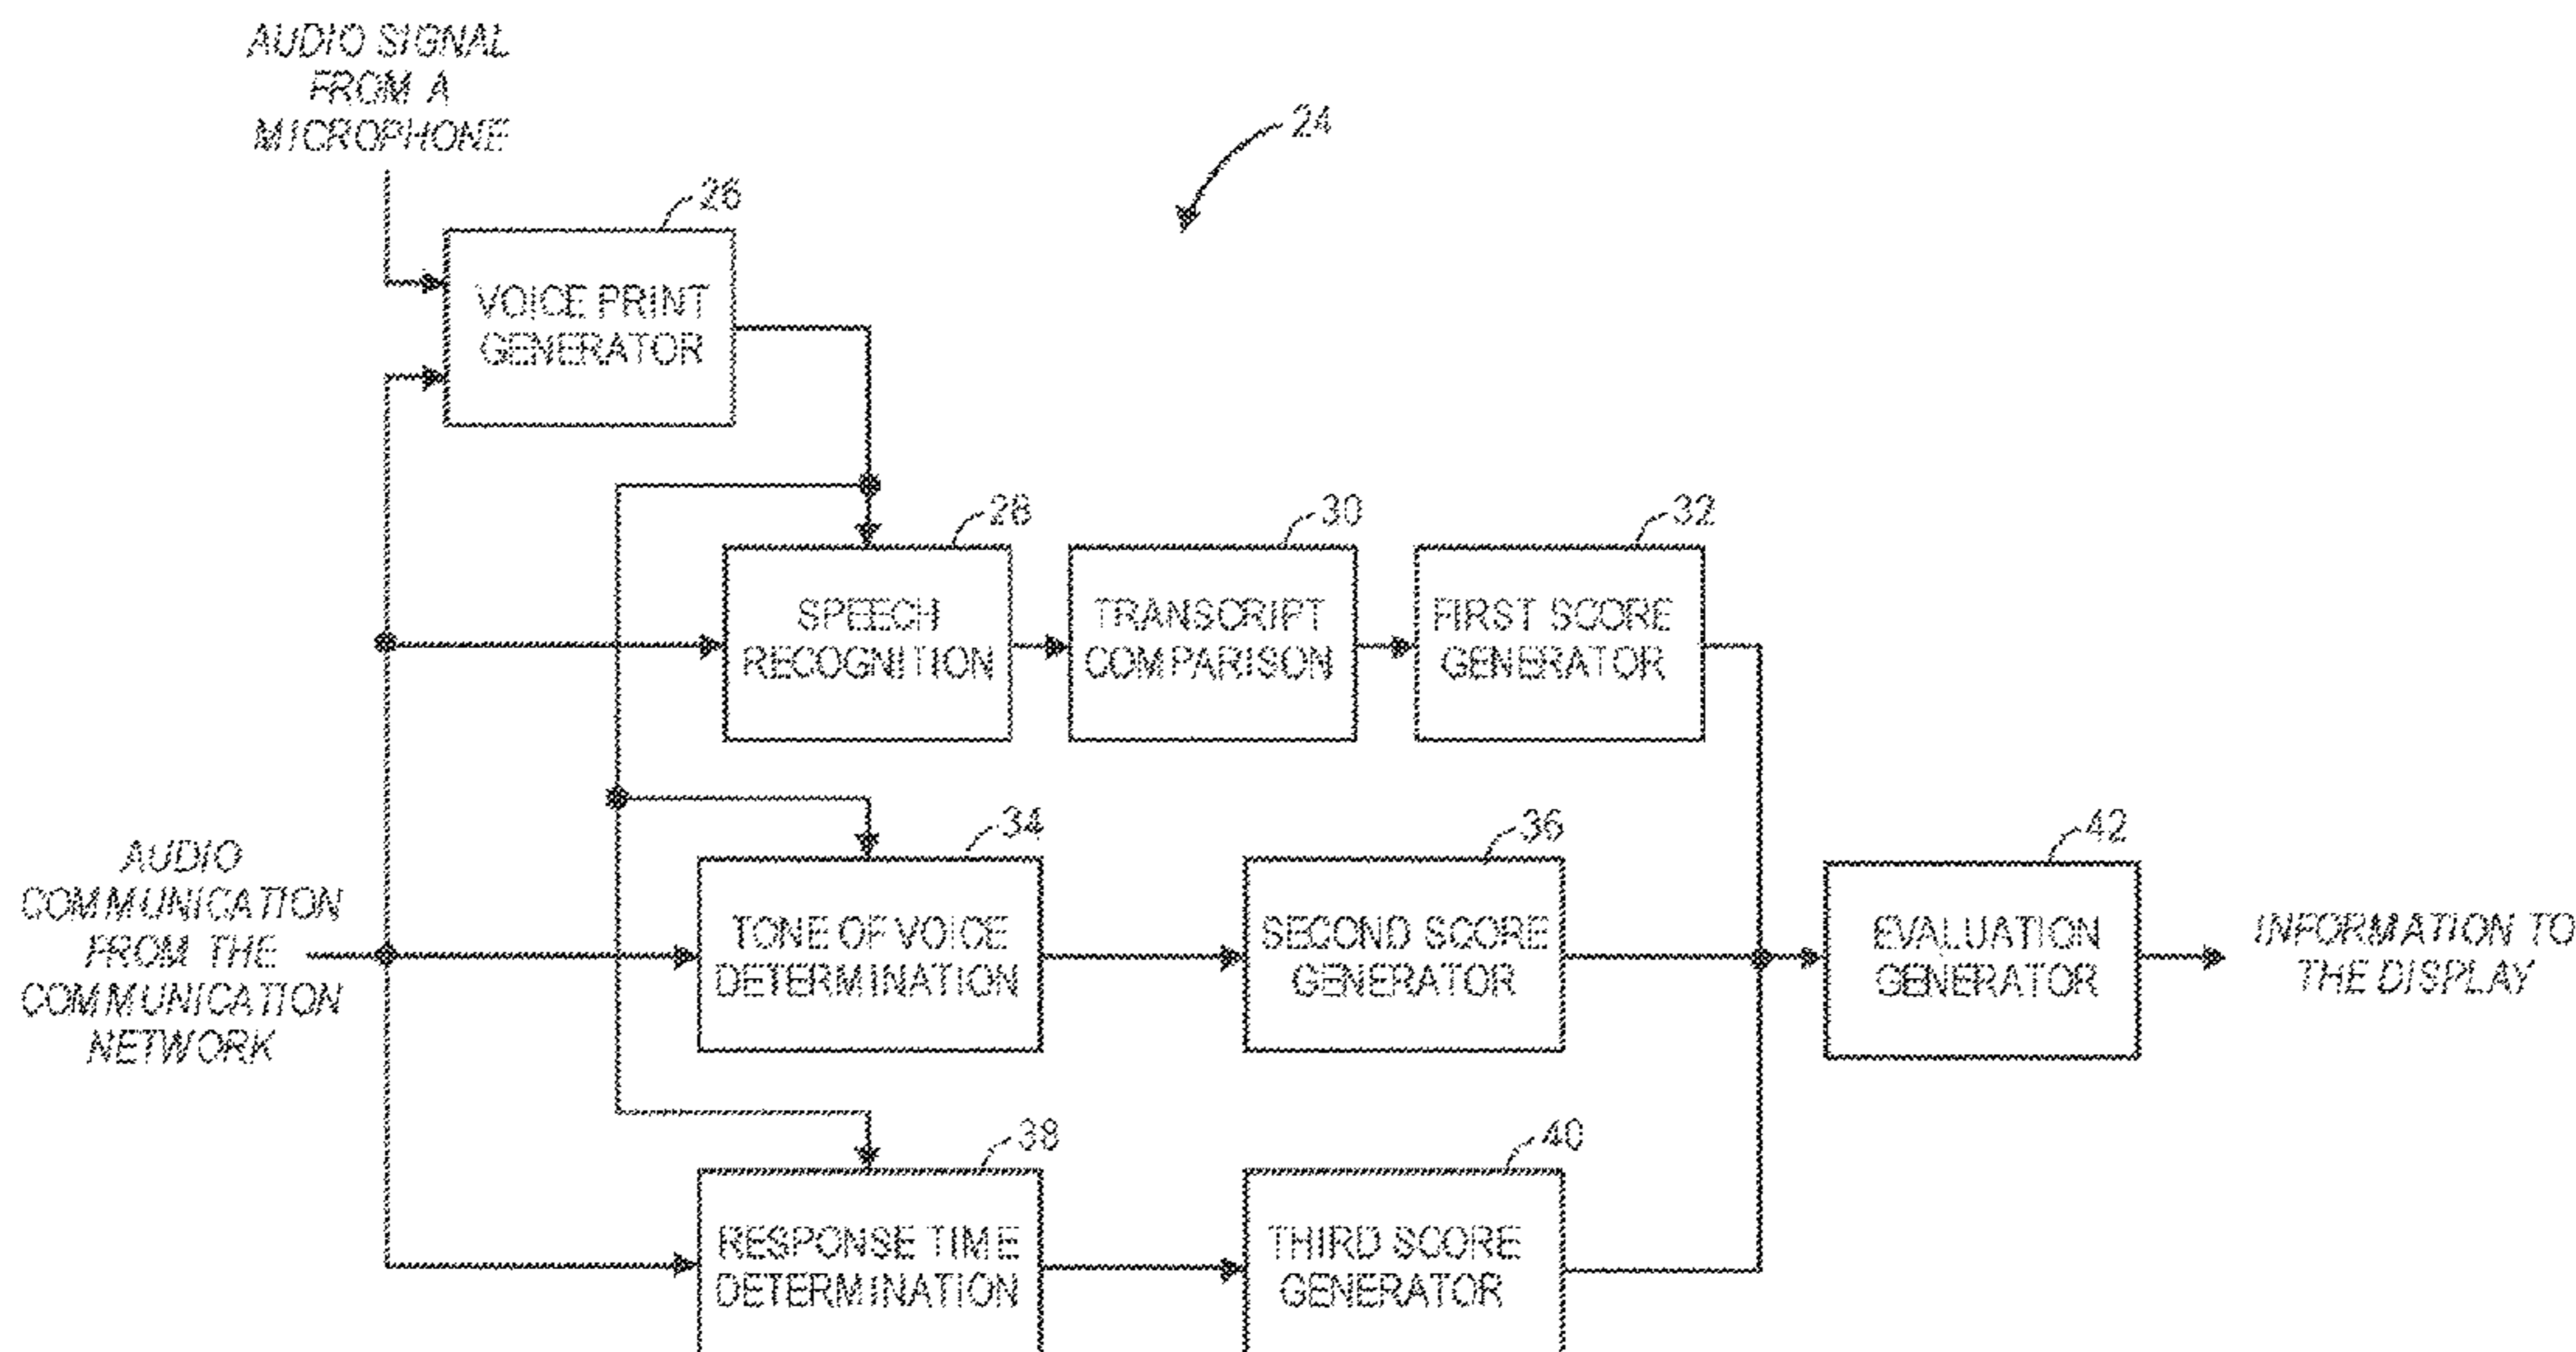 AUDIO SIGNAL
FROM A
MICROPHONE
24
26
VOICE PRINT
GENERATOR
28
30
32
SPEECH
RECOGNITION
TRANSCRIPT
COMPARISON
FIRST SCORE
GENERATOR
34
36
42
AUDIO
COMMUNICATION
FROM THE
COMMUNICATION
NETWORK
TONE OF VOICE
DETERMINATION
SECOND SCORE
GENERATOR
EVALUATION
GENERATOR
INFORMATION TO
THE DISPLAY
38
40
RESPONSE TIME
DETERMINATION
THIRD SCORE
GENERATOR